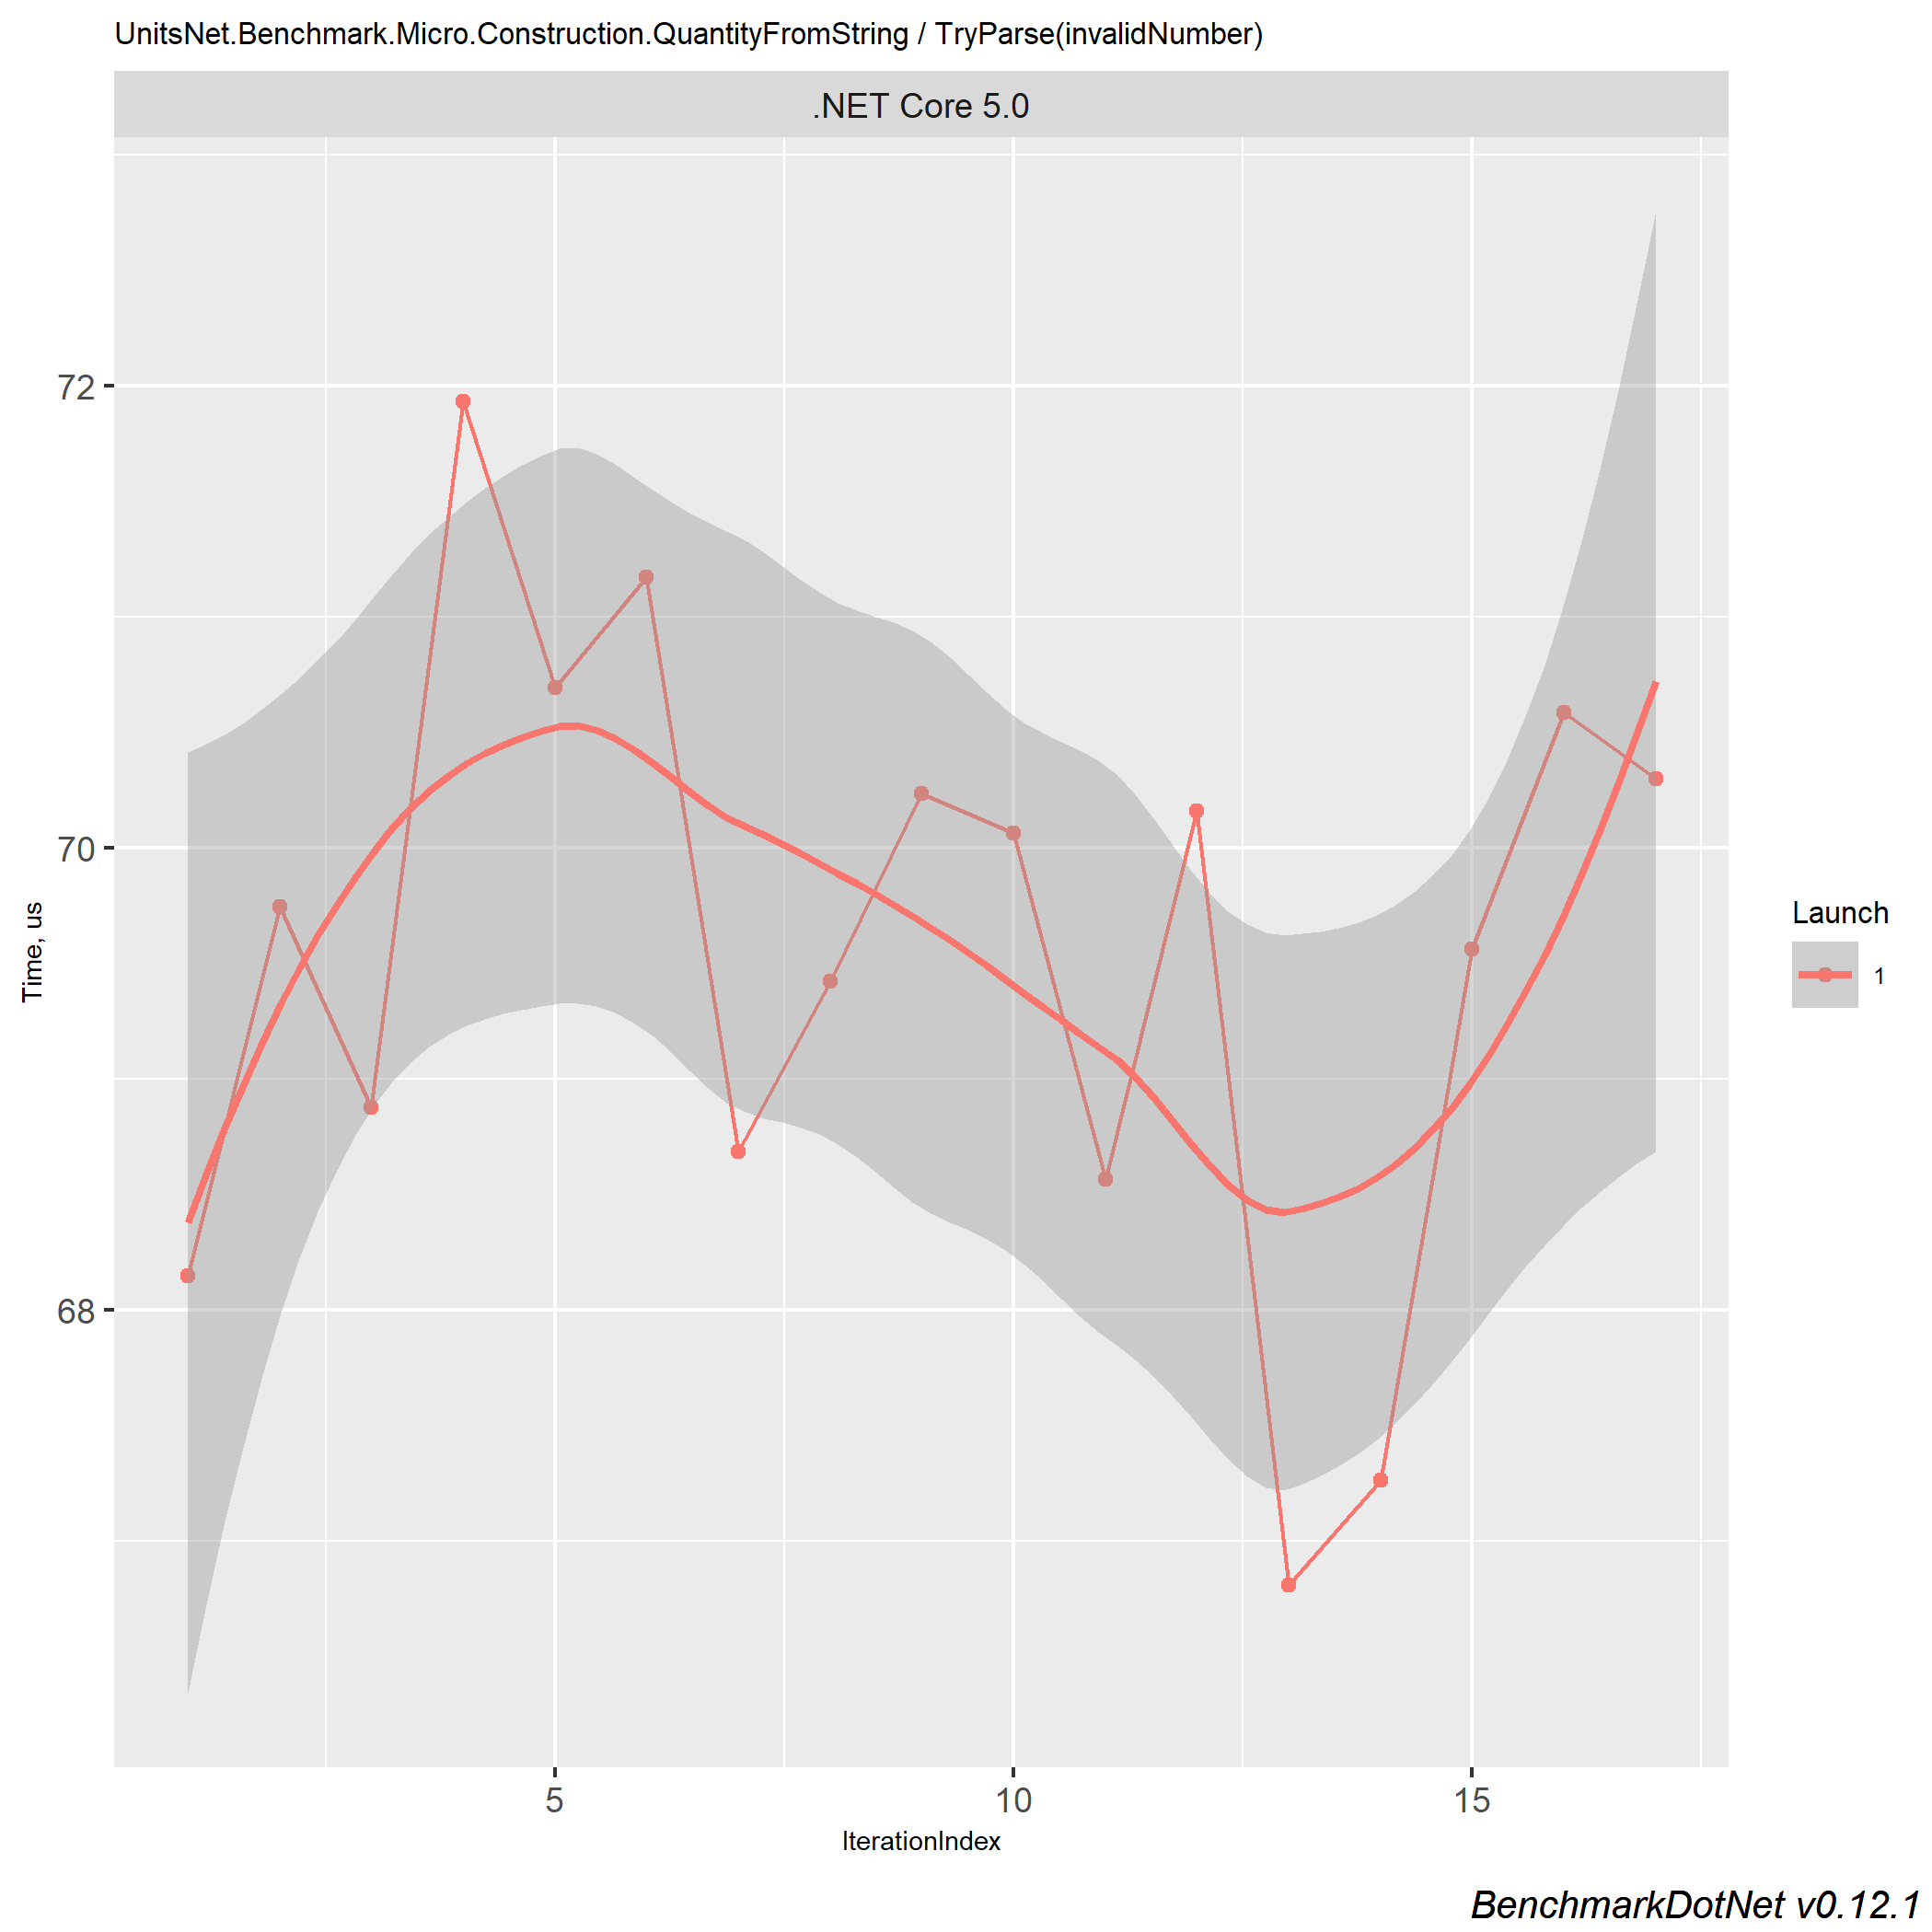 UnitsNet.Benchmark.Micro.Construction.QuantityFromString / TryParse(invalidNumber)
.NET Core 5.0
72
70
68
Time, us
5
10
15
IterationIndex
Launch
1
BenchmarkDotNet v0.12.1